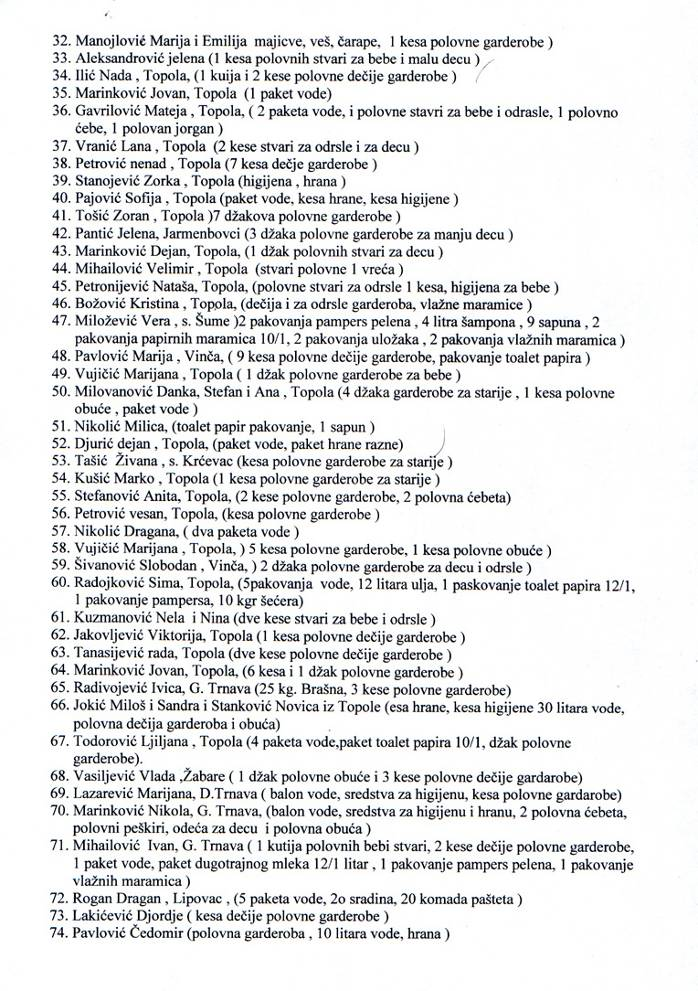 32. Manojlović Marija i Emilija  majicve, veš, čarape,  1 kesa polovne garderobe )
33. Aleksandrović jelena (1 kesa polovnih stvari za bebe i malu decu )
34. Ilić Nada , Topola, (1 kuija i 2 kese polovne dečije garderobe )
35. Marinković Jovan, Topola  (1 paket vode)
36. Gavrilović Mateja , Topola, ( 2 paketa vode, i polovne stavri za bebe i odrasle, 1 polovno
ćebe, 1 polovan jorgan )
37. Vranić Lana , Topola  (2 kese stvari za odrsle i za decu )
38. Petrović nenad , Topola (7 kesa dečje garderobe )
39. Stanojević Zorka , Topola (higijena , hrana )
40. Pajović Sofija , Topola (paket vode, kesa hrane, kesa higijene )
41. Tošić Zoran , Topola )7 džakova polovne garderobe )
42. Pantić Jelena, Jarmenbovci (3 džaka polovne garderobe za manju decu )
43. Marinković Dejan, Topola, (1 džak polovnih stvari za decu )
44. Mihailović Velimir , Topola  (stvari polovne 1 vreća )
45. Petronijević Nataša, Topola, (polovne stvari za odrsle 1 kesa, higijena za bebe )
46. Božović Kristina , Topola, (dečija i za odrsle garderoba, vlažne maramice )
47. Miložević Vera , s. Šume )2 pakovanja pampers pelena , 4 litra šampona , 9 sapuna , 2
pakovanja papirnih maramica 10/1, 2 pakovanja uložaka , 2 pakovanja vlažnih maramica )
48. Pavlović Marija , Vinča, ( 9 kesa polovne dečije garderobe, pakovanje toalet papira )
49. Vujičić Marijana , Topola ( 1 džak polovne garderobe za bebe )
50. Milovanović Danka, Stefan i Ana , Topola (4 džaka garderobe za starije , 1 kesa polovne
obuće , paket vode )
51. Nikolić Milica, (toalet papir pakovanje, 1 sapun )
52. Djurić dejan , Topola, (paket vode, paket hrane razne)
53. Tašić  Živana , s. Krćevac (kesa polovne garderobe za starije )
54. Kušić Marko , Topola (1 kesa polovne garderobe za starije )
55. Stefanović Anita, Topola, (2 kese polovne garderobe, 2 polovna ćebeta)
56. Petrović vesan, Topola, (kesa polovne garderobe )
57. Nikolić Dragana, ( dva paketa vode )
58. Vujičić Marijana , Topola, ) 5 kesa polovne garderobe, 1 kesa polovne obuće )
59. Šivanović Slobodan , Vinča, ) 2 džaka polovne garderobe za decu i odrsle )
60. Radojković Sima, Topola, (5pakovanja  vode, 12 litara ulja, 1 paskovanje toalet papira 12/1,
1 pakovanje pampersa, 10 kgr šećera)
61. Kuzmanović Nela  i Nina (dve kese stvari za bebe i odrsle )
62. Jakovljević Viktorija, Topola (1 kesa polovne dečije garderobe )
63. Tanasijević rada, Topola (dve kese polovne dečije garderobe )
64. Marinković Jovan, Topola, (6 kesa i 1 džak polovne garderobe )
65. Radivojević Ivica, G. Trnava (25 kg. Brašna, 3 kese polovne garderobe)
66. Jokić Miloš i Sandra i Stanković Novica iz Topole (esa hrane, kesa higijene 30 litara vode,
polovna dečija garderoba i obuća)
67. Todorović Ljiljana , Topola (4 paketa vode,paket toalet papira 10/1, džak polovne
garderobe).
68. Vasiljević Vlada ,Žabare ( 1 džak polovne obuće i 3 kese polovne dečije gardarobe)
69. Lazarević Marijana, D.Trnava ( balon vode, sredstva za higijenu, kesa polovne gardarobe)
70. Marinković Nikola, G. Trnava, (balon vode, sredstva za higijenu i hranu, 2 polovna ćebeta,
polovni peškiri, odeća za decu  i polovna obuća )
71. Mihailović  Ivan, G. Trnava ( 1 kutija polovnih bebi stvari, 2 kese dečije polovne garderobe,
1 paket vode, paket dugotrajnog mleka 12/1 litar , 1 pakovanje pampers pelena, 1 pakovanje
vlažnih maramica )
72. Rogan Dragan , Lipovac , (5 paketa vode, 2o sradina, 20 komada pašteta )
73. Lakićević Djordje ( kesa dečije polovne garderobe )
74. Pavlović Čedomir (polovna garderoba , 10 litara vode, hrana )